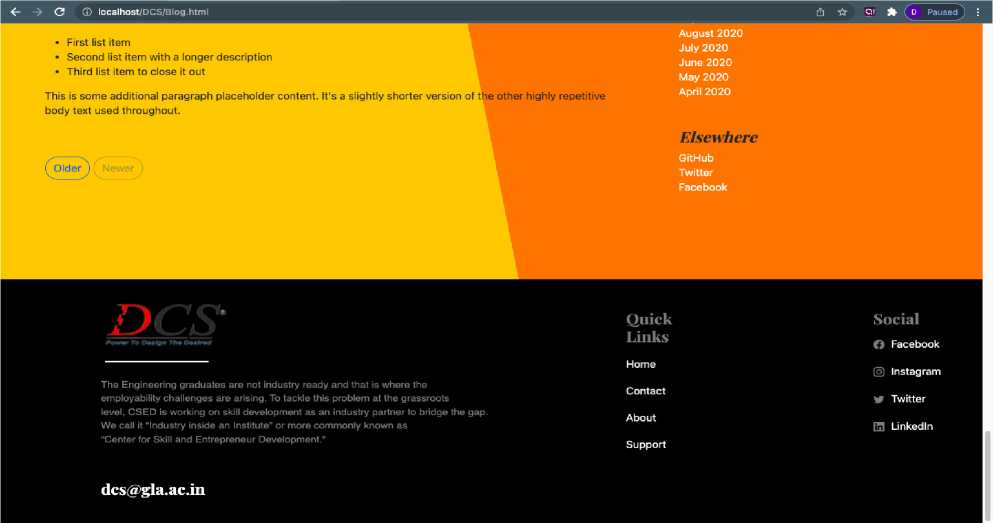 localhost/DCS/Blog.html
D
Paused
First list item
Second list item with a longer description
Third list item to close it out
This is some additional paragraph placeholder content. It's a slightly shorter version of the other highly repetitive
body text used throughout.
Older
Newer
August 2020
July 2020
June 2020
May 2020
April 2020
Elsewhere
GitHub
Twitter
Facebook
DCS®
Power To Design The Desired
The Engineering graduates are not industry ready and that is where the
employability challenges are arising. To tackle this problem at the grassroots
level, CSED is working on skill development as an industry partner to bridge the gap.
We call it “Industry inside an Institute” or more commonly known as
“Center for Skill and Entrepreneur Development.”
dcs@gla.ac.in
Quick
Links
Home
Contact
About
Support
Social
Facebook
Instagram
Twitter
LinkedIn